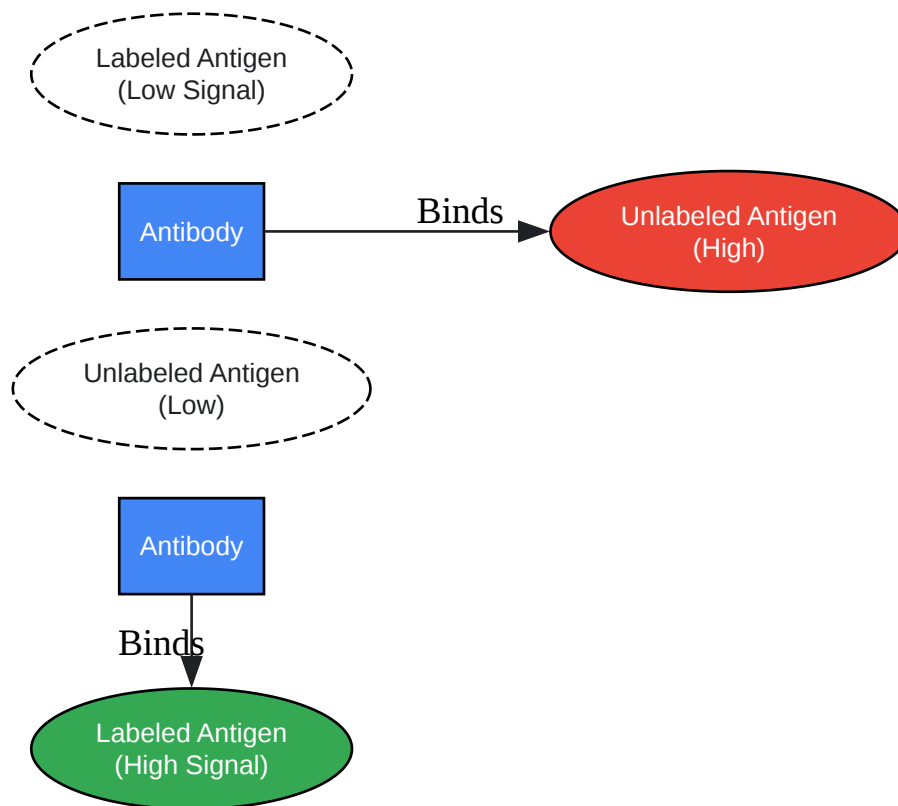 Labeled Antigen
(Low Signal)
Antibody
Binds
Unlabeled Antigen
(High)
Unlabeled Antigen
(Low)
Antibody
Binds
Labeled Antigen
(High Signal)